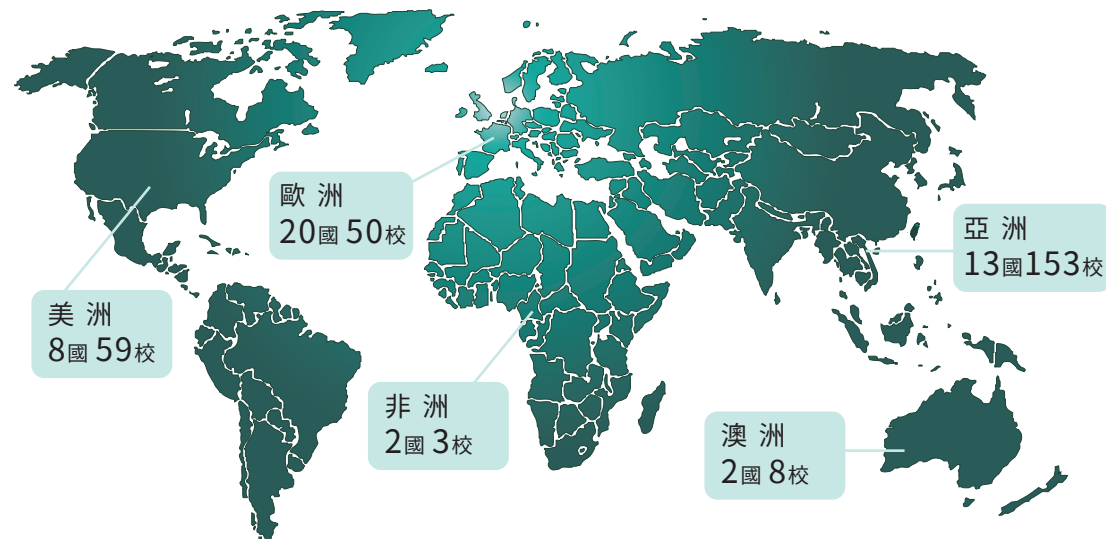 歐洲
20國 50校
亞洲
13國153校
美洲
8國 59校
非洲
2國 3校
澳洲
2國 8校